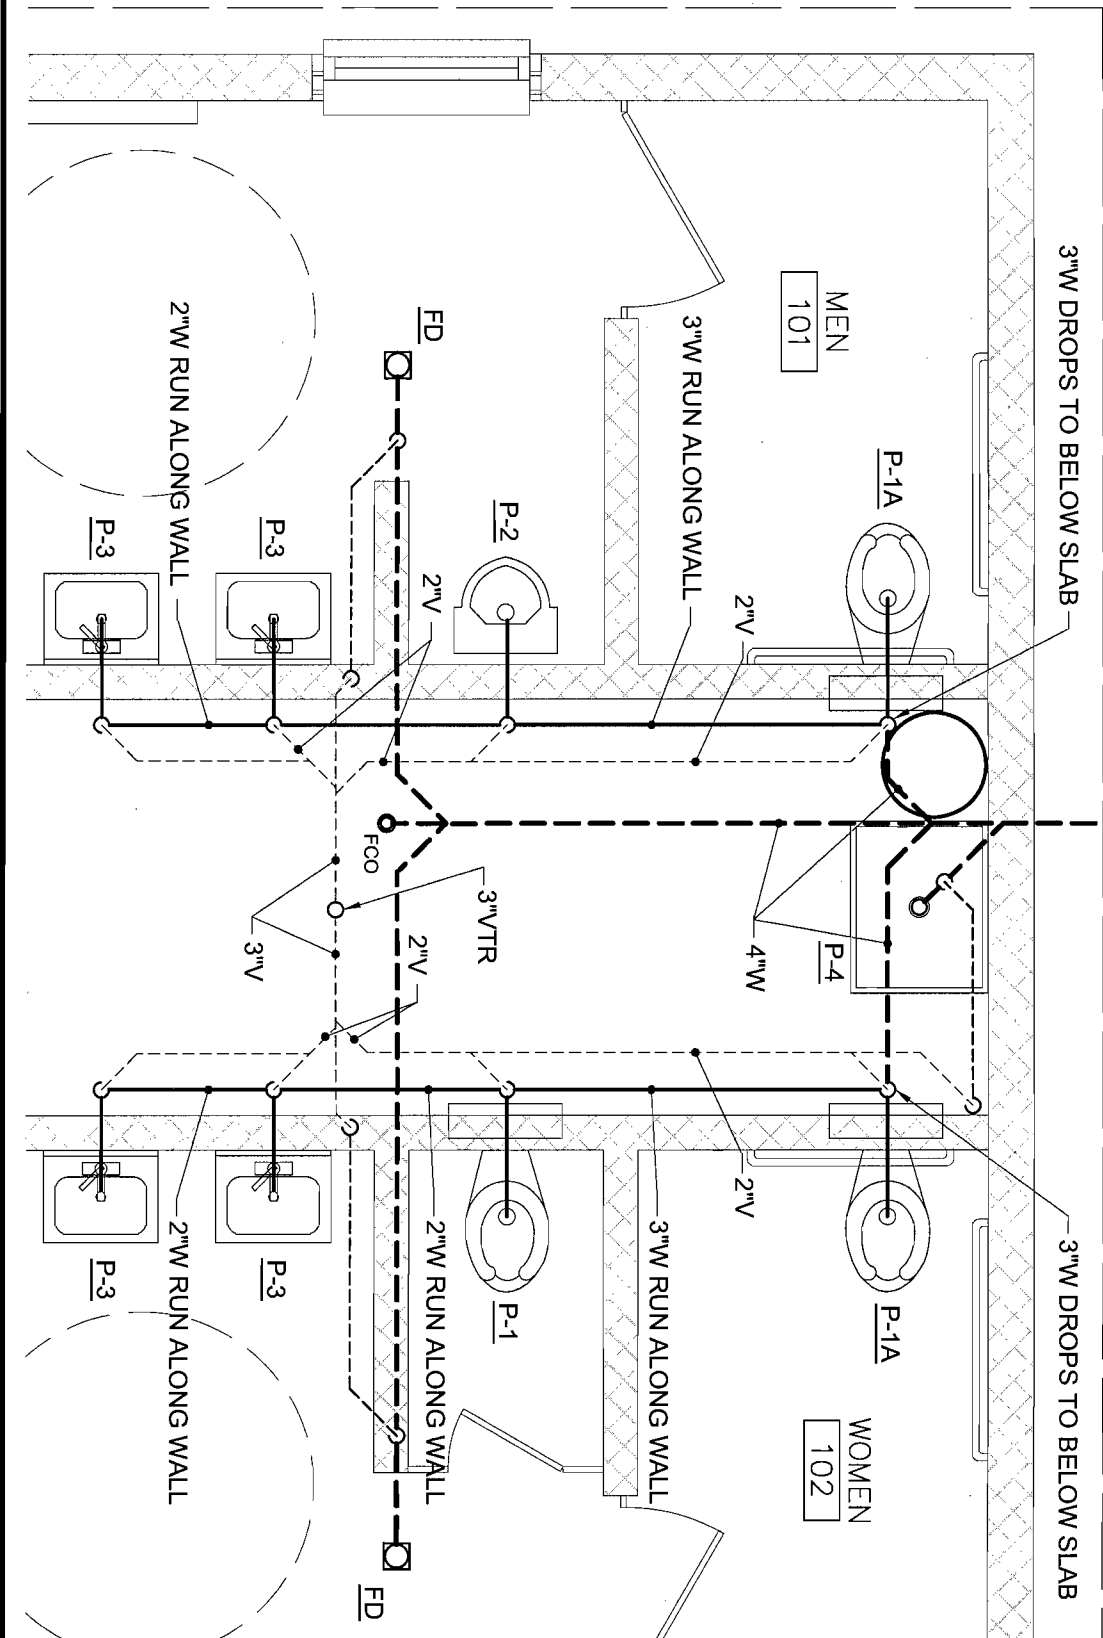 3"W DROPS TO BELOW SLAB
3"W DROPS TO BELOW SLAB
MEN
101
WOMEN
102
P-1A
P-4
P-1A
4"W
2"V
2"V
3"W RUN ALONG WALL
3"W RUN ALONG WALL
P-2
P-1
3"VTR
FD
2"V
2"V
2"W RUN ALONG WALL
FD
FCO
P-3
3"V
P-3
2"W RUN ALONG WALL
2"W RUN ALONG WALL
P-3
P-3